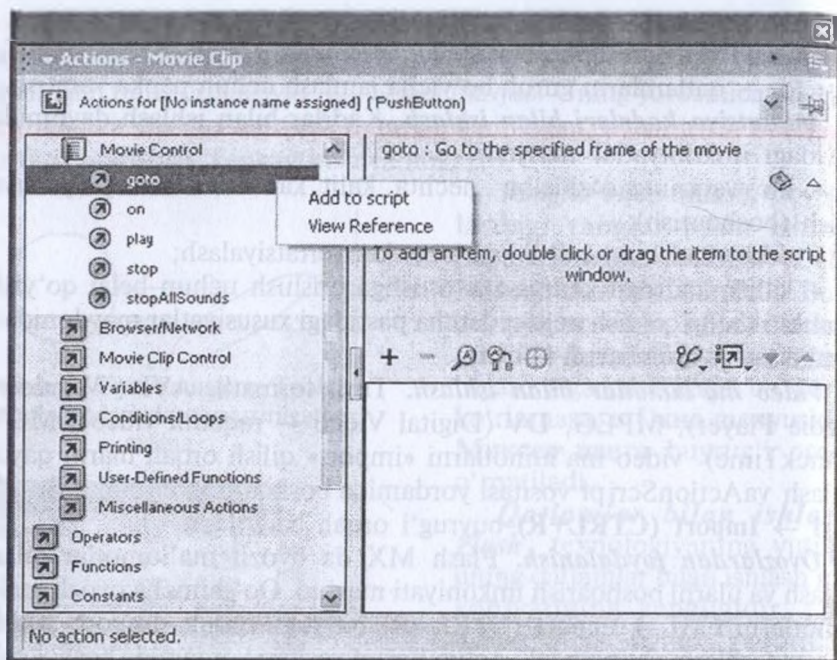 Actions - Movie Clip
Actions for [No instance name assigned] (PushButton)
Movie Control
goto
on
play
stop
stopAllSounds
Browser/Network
Movie Clip Control
Variables
Conditions/Loops
Printing
User-Defined Functions
Miscellaneous Actions
Operators
Functions
Constants
No action selected.
goto : Go to the specified frame of the movie
Add to script
View Reference
To add an item, double click or drag the item to the script
window.